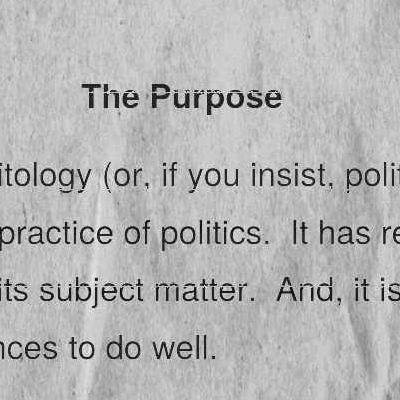 The Purpose
itology (or, if you insist, polit
practice of politics.  It has re
its subject matter.  And, it is
nces to do well.